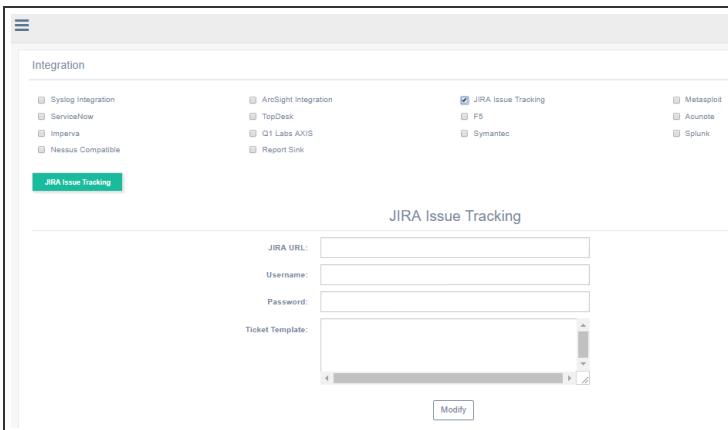 Integration
Syslog Integration ArcSight Integration JIRA Issue Tracking Metasploit
ServiceNow TopDesk F5 Acunote
Imperva Q1 Labs AXIS Symantec Splunk
Nessus Compatible Report Sink
JIRA Issue Tracking
JIRA Issue Tracking
JIRA URL:
Username:
Password:
Ticket Template:
Modify